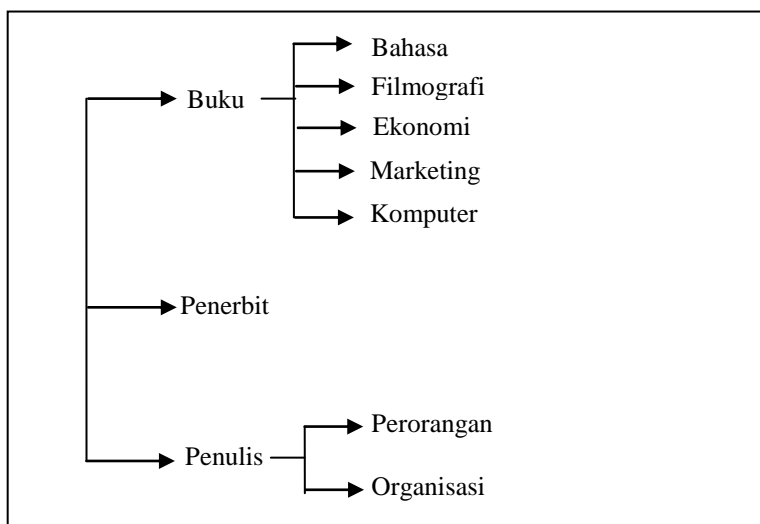 Bahasa
Filmografi
Buku
Ekonomi
Marketing
Komputer
Penerbit
Perorangan
Penulis
Organisasi